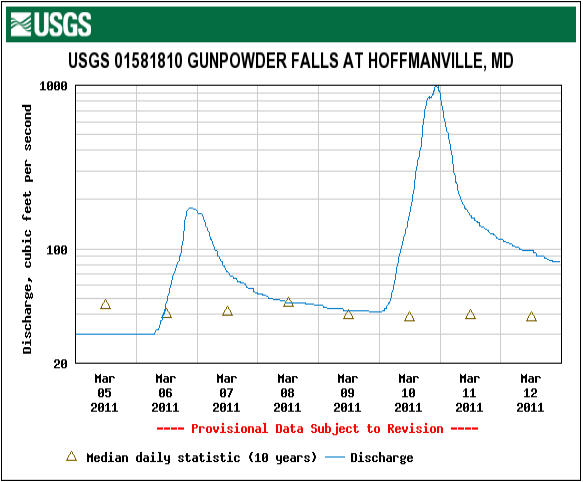 USGS
USGS 01581810 GUNPOWDER FALLS AT HOFFMANVILLE, MD
Discharge, cubic feet per second
1000
100
20
Mar 05 2011
Mar 06 2011
Mar 07 2011
Mar 08 2011
Mar 09 2011
Mar 10 2011
Mar 11 2011
Mar 12 2011
---- Provisional Data Subject to Revision ----
Median daily statistic (10 years)
Discharge